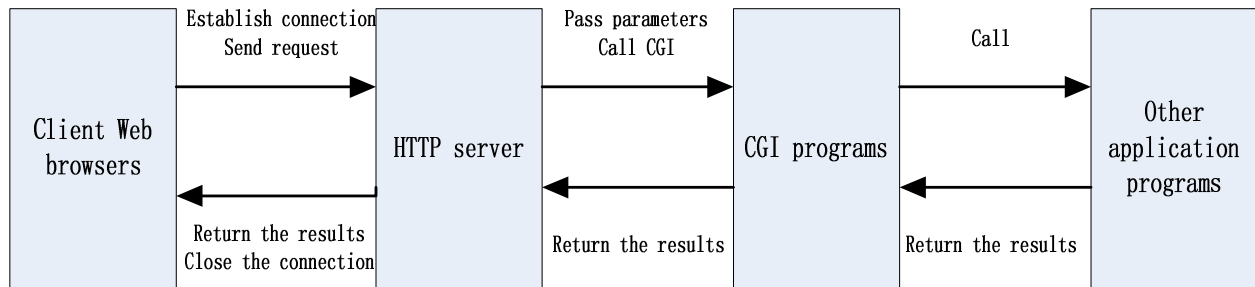 Establish connection
Send request
Pass parameters
Call CGI
Call
Client Web
browsers
HTTP server
CGI programs
Other
application
programs
Return the results
Close the connection
Return the results
Return the results